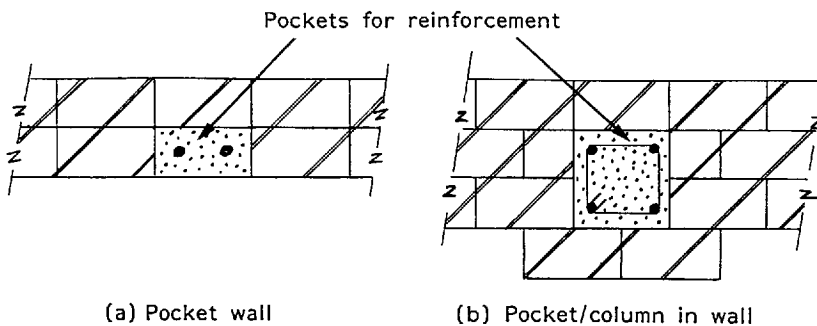 Pockets for reinforcement
(a) Pocket wall
(b) Pocket/column in wall